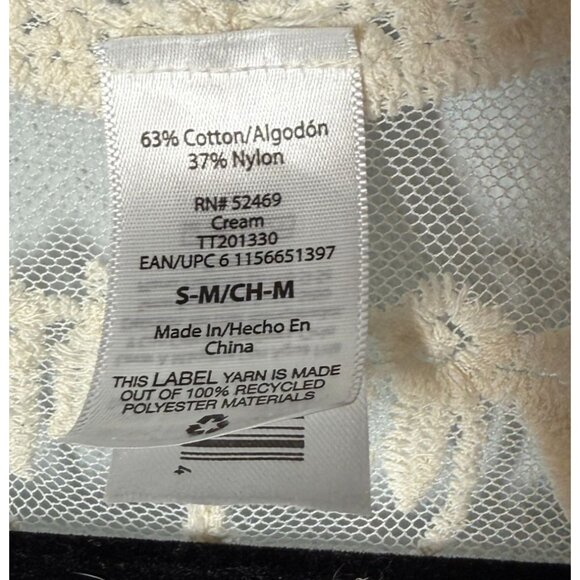 63% Cotton/Algodón
37% Nylon
RN# 52469
Cream
TT201330
EAN/UPC 6 1156651397
S-M/CH-M
Made In/Hecho En
China
THIS LABEL YARN IS MADE
OUT OF 100% RECYCLED
POLYESTER MATERIALS
4